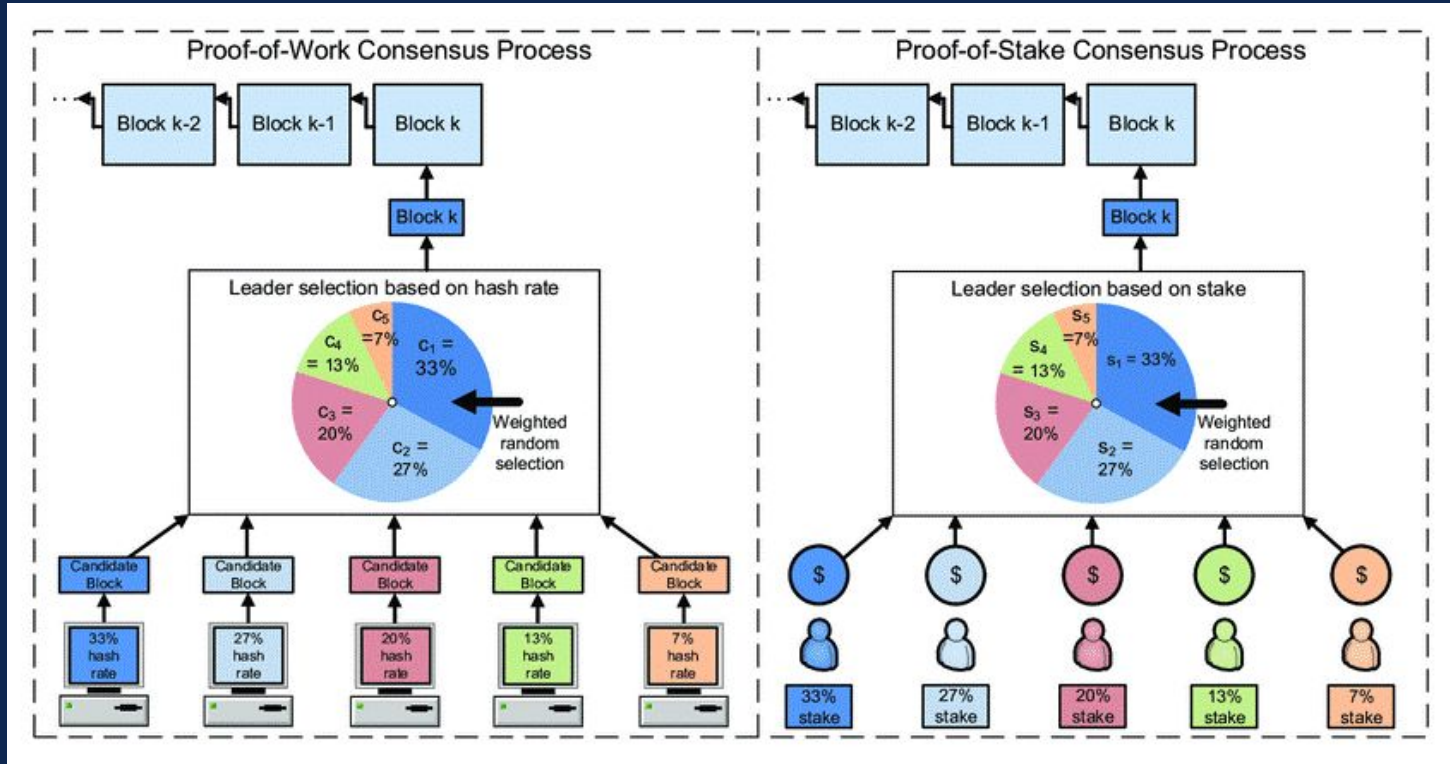 Proof-of-Work Consensus Process
...
Block k-2
Block k-1
Block k
Block k
Leader selection based on hash rate
c₅
=7%
c₄
= 13%
c₁ =
33%
c₃ =
20%
c₂ =
27%
Weighted
random
selection
Candidate
Block
Candidate
Block
Candidate
Block
Candidate
Block
Candidate
Block
33%
hash
rate
27%
hash
rate
20%
hash
rate
13%
hash
rate
7%
hash
rate
Proof-of-Stake Consensus Process
...
Block k-2
Block k-1
Block k
Block k
Leader selection based on stake
s₅
=7%
s₄
= 13%
s₁ = 33%
s₃ =
20%
s₂ =
27%
Weighted
random
selection
$
$
$
$
$
33%
stake
27%
stake
20%
stake
13%
stake
7%
stake